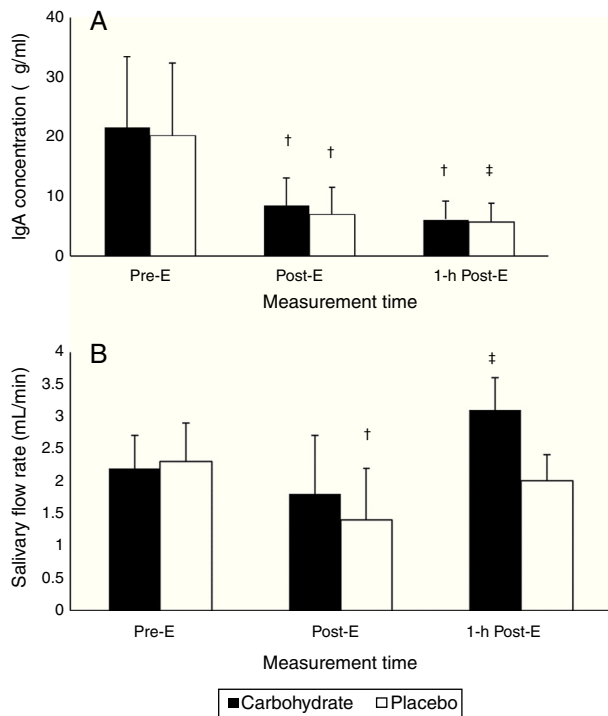 A
IgA concentration ( g/ml)
40
30
20
10
0
† † † ‡
Pre-E Post-E 1-h Post-E
Measurement time
B
Salivary flow rate (mL/min)
4
3.5
3
2.5
2
1.5
1
0.5
0
† ‡
Pre-E Post-E 1-h Post-E
Measurement time
Carbohydrate Placebo